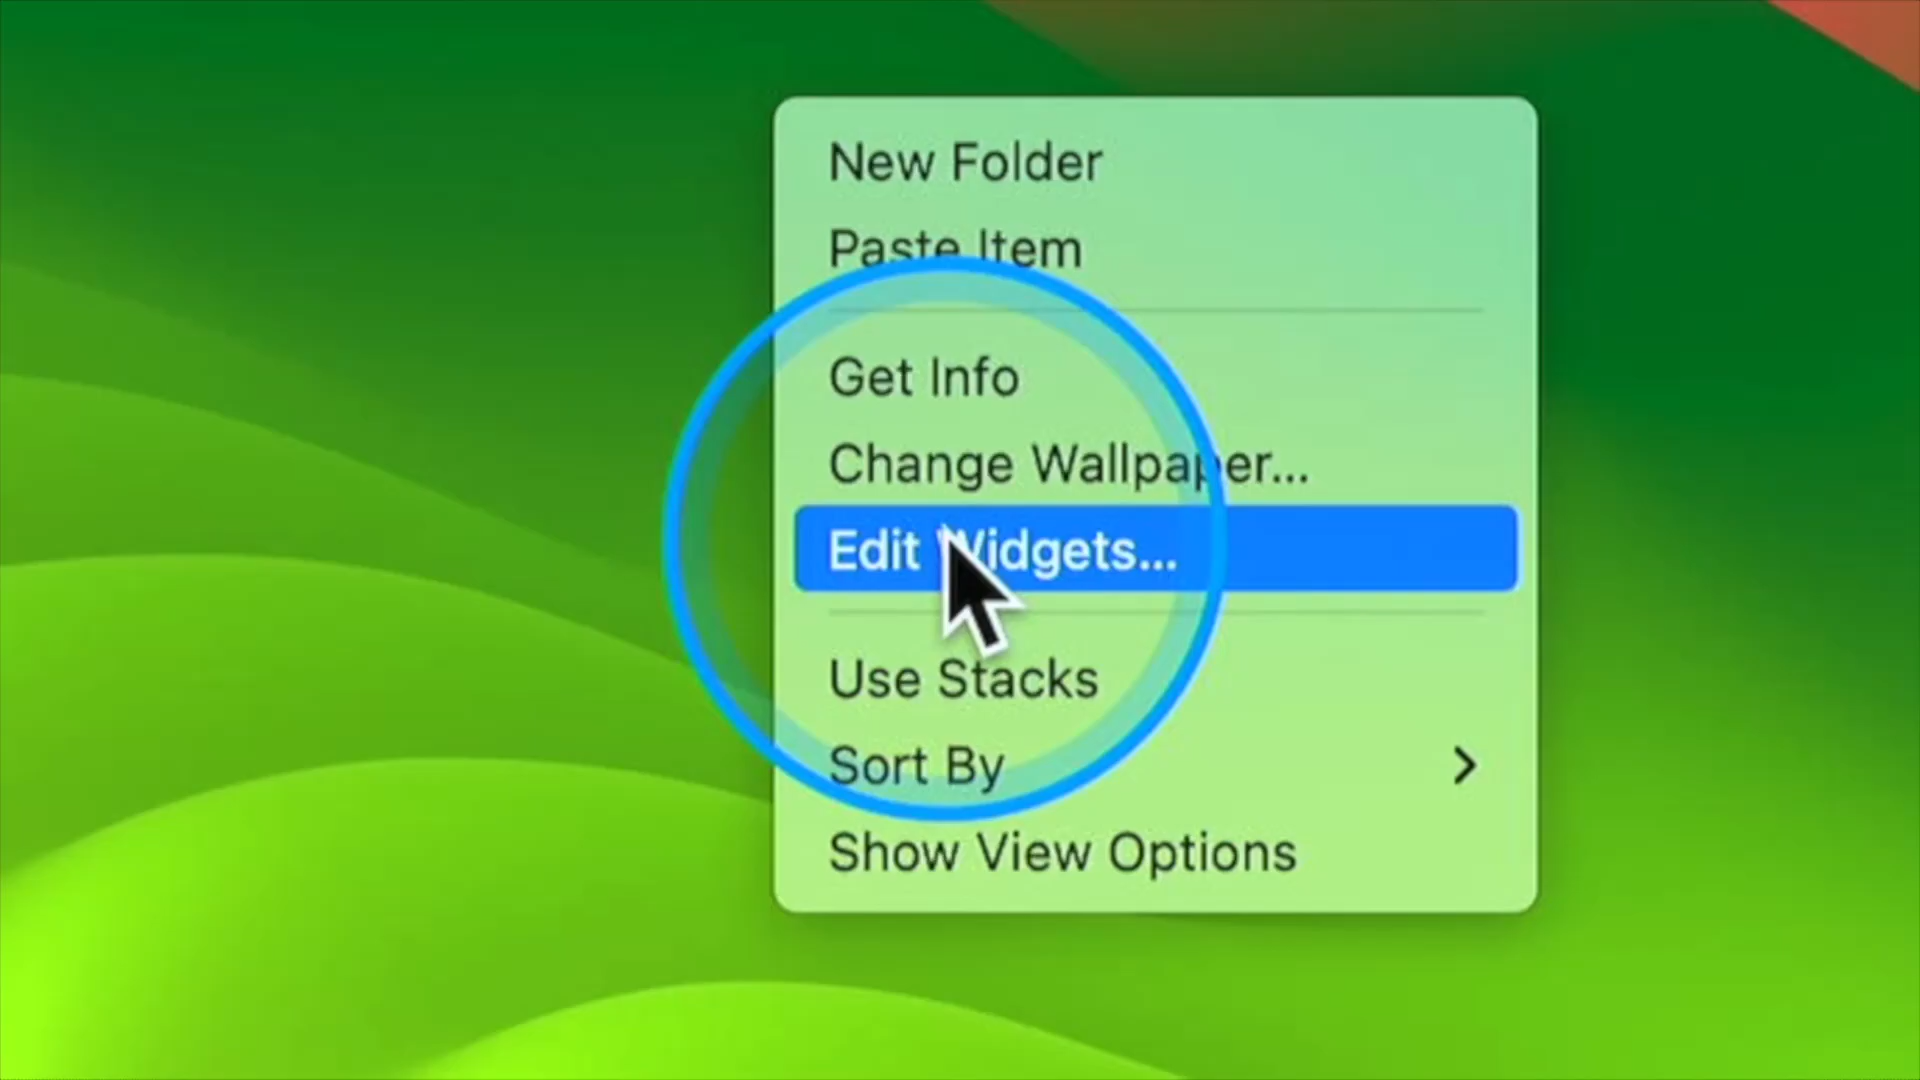 New Folder
Paste Item
Get Info
Change Wallpaper...
Edit Widgets...
Use Stacks
Sort By
Show View Options